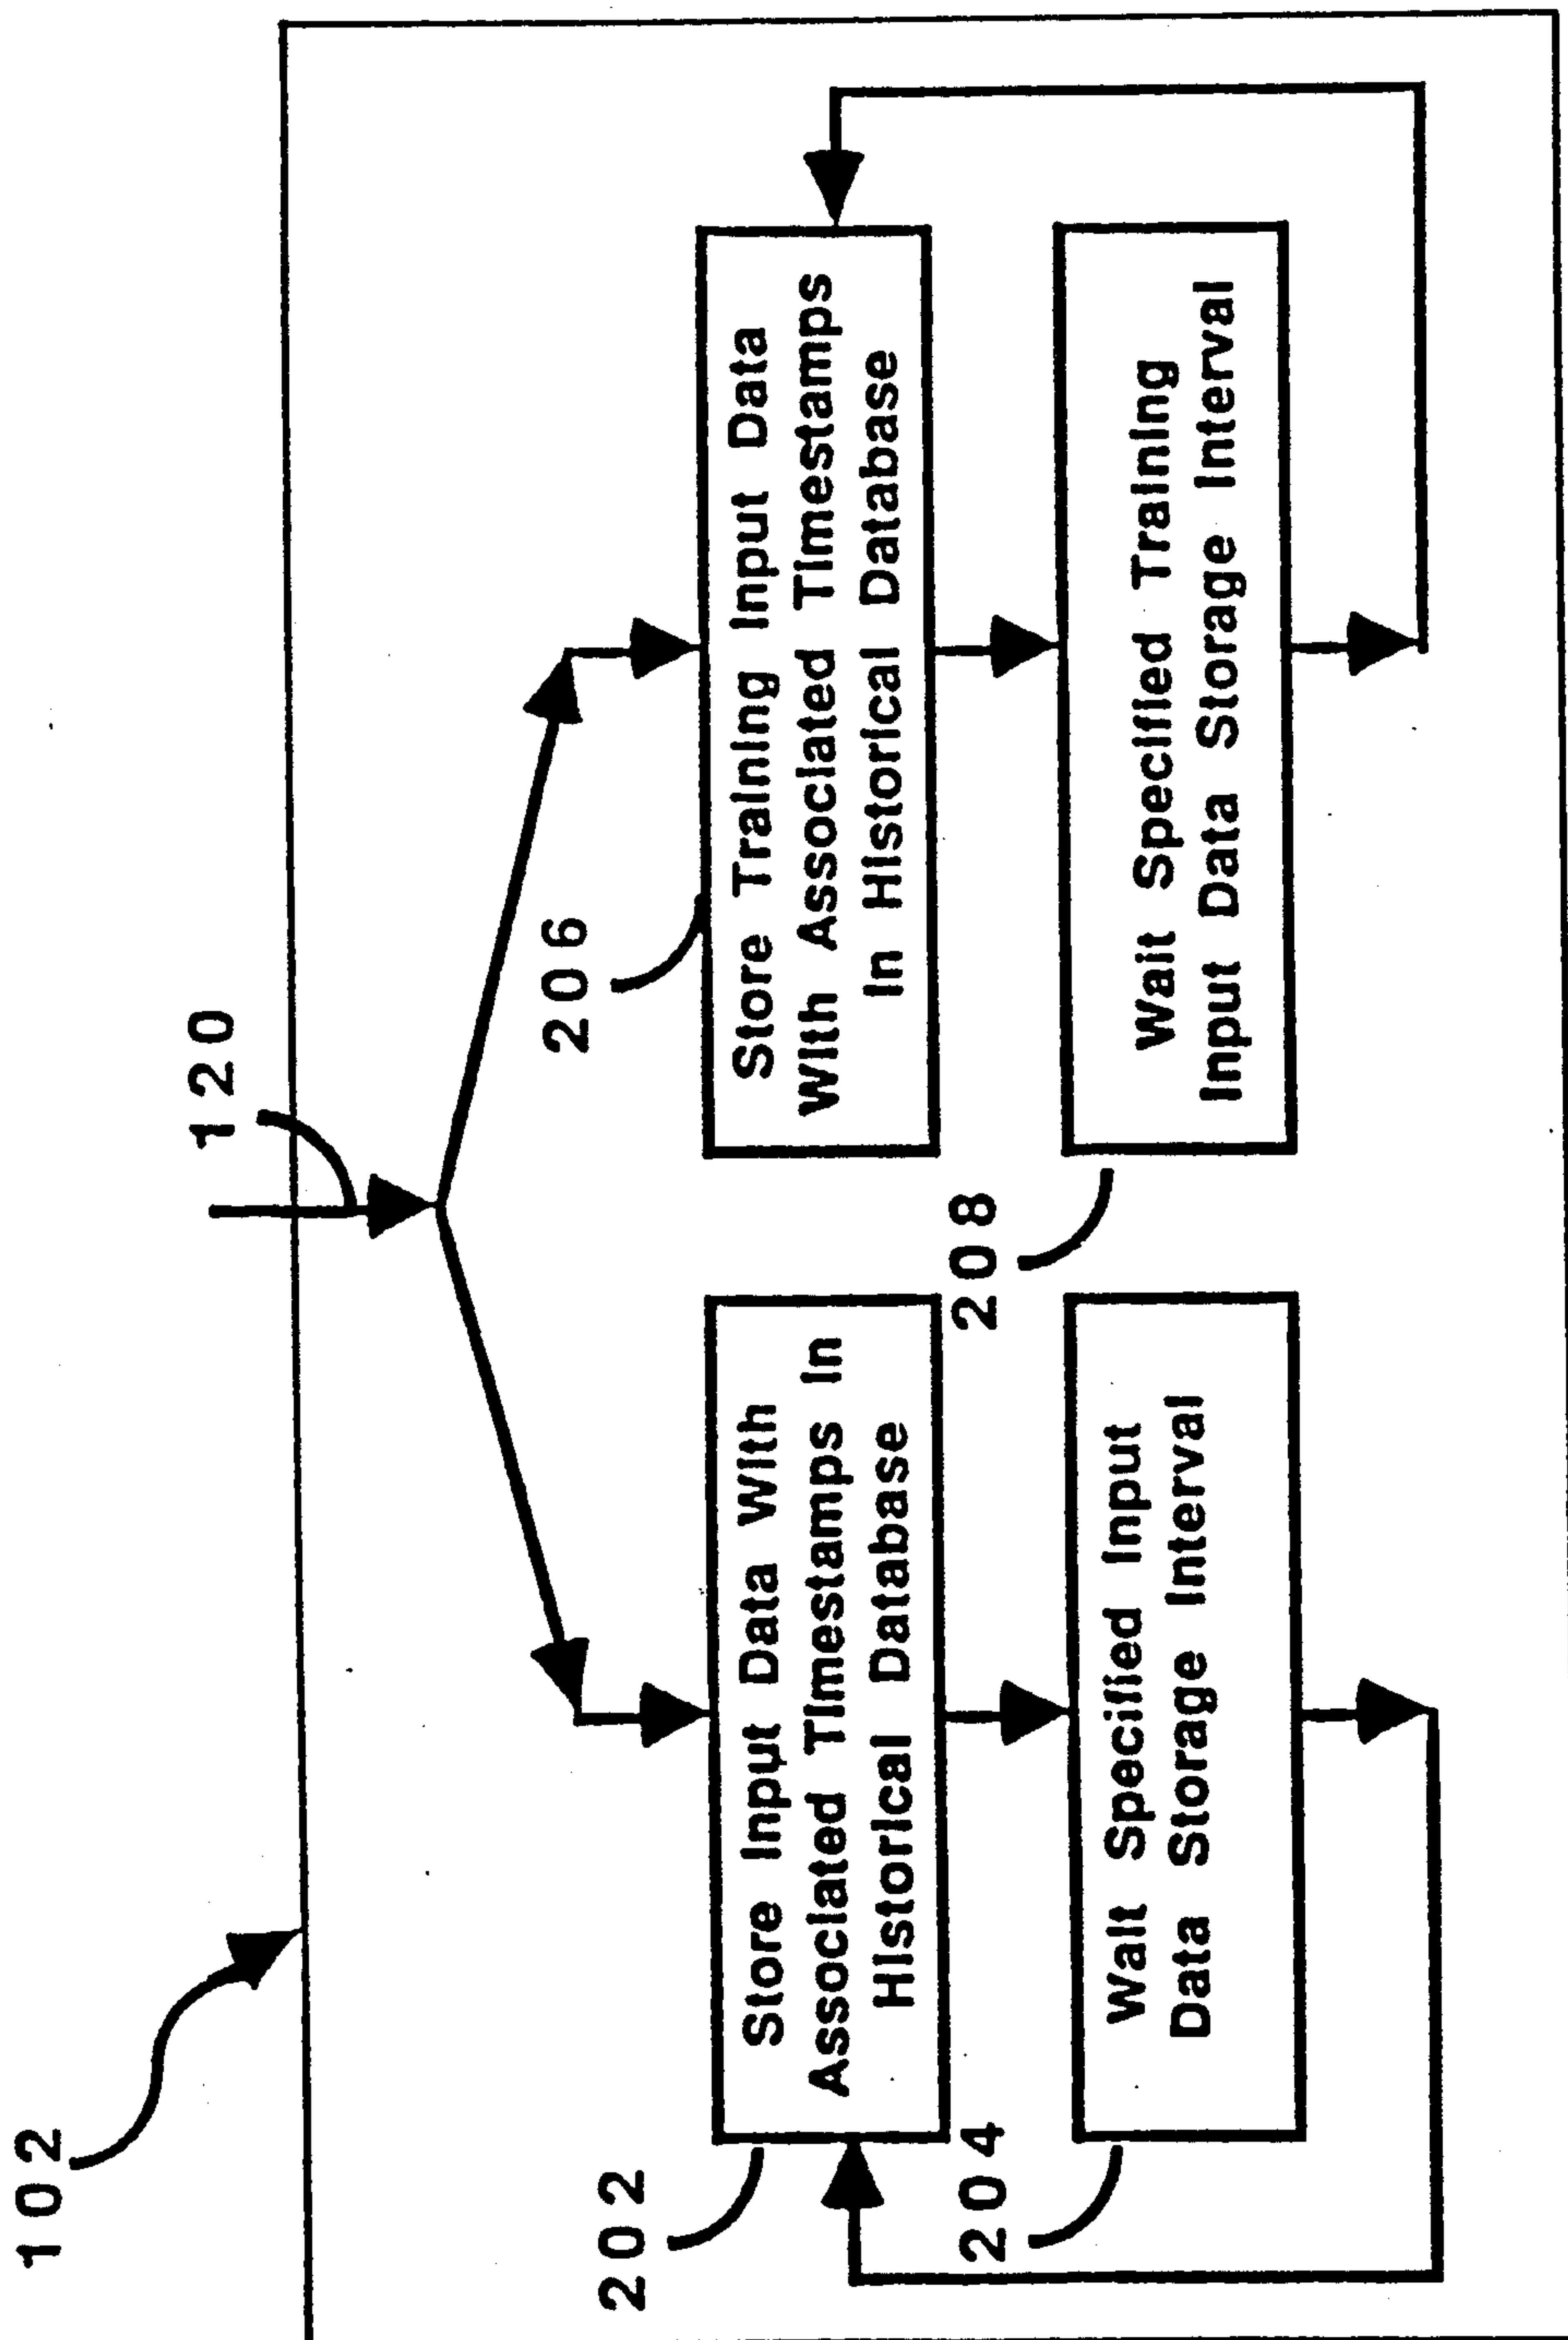 102
120
202
Store Input Data With
Associated Timestamps In
Historical Database
204
Wait Specified Input
Data Storage Interval
206
Store Training Input Data
With Associated Timestamps
In Historical Database
208
Wait Specified Training
Input Data Storage Interval